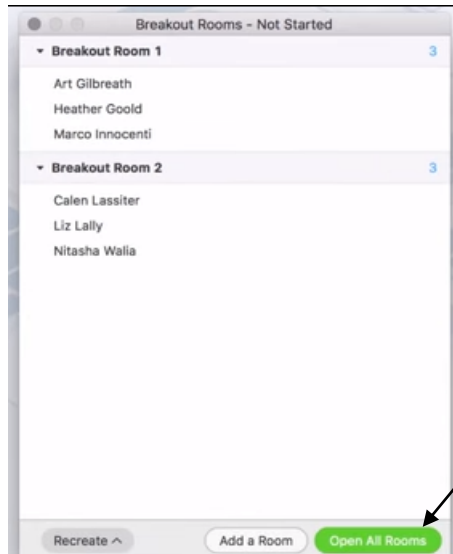 Breakout Rooms - Not Started
Breakout Room 1 3
Art Gilbreath
Heather Goold
Marco Innocenti
Breakout Room 2 3
Calen Lassiter
Liz Lally
Nitasha Walia
Recreate Add a Room Open All Rooms